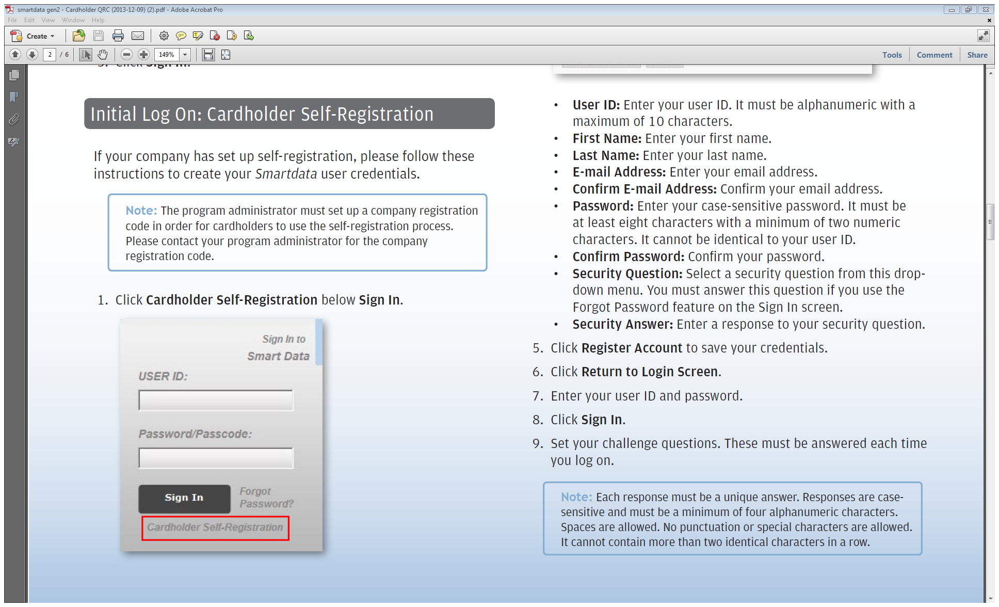 smartdata gen2 - Cardholder QRC (2013-12-09) (2).pdf - Adobe Acrobat Pro
File Edit View Window Help
Create
2 / 6 149% Tools Comment Share
Click Sign In.
Initial Log On: Cardholder Self-Registration
If your company has set up self-registration, please follow these
instructions to create your Smartdata user credentials.
Note: The program administrator must set up a company registration
code in order for cardholders to use the self-registration process.
Please contact your program administrator for the company
registration code.
1. Click Cardholder Self-Registration below Sign In.
Sign In to
Smart Data
USER ID:
Password/Passcode:
Sign In
Forgot
Password?
Cardholder Self-Registration
• User ID: Enter your user ID. It must be alphanumeric with a
maximum of 10 characters.
• First Name: Enter your first name.
• Last Name: Enter your last name.
• E-mail Address: Enter your email address.
• Confirm E-mail Address: Confirm your email address.
• Password: Enter your case-sensitive password. It must be
at least eight characters with a minimum of two numeric
characters. It cannot be identical to your user ID.
• Confirm Password: Confirm your password.
• Security Question: Select a security question from this drop-
down menu. You must answer this question if you use the
Forgot Password feature on the Sign In screen.
• Security Answer: Enter a response to your security question.
5. Click Register Account to save your credentials.
6. Click Return to Login Screen.
7. Enter your user ID and password.
8. Click Sign In.
9. Set your challenge questions. These must be answered each time
you log on.
Note: Each response must be a unique answer. Responses are case-
sensitive and must be a minimum of four alphanumeric characters.
Spaces are allowed. No punctuation or special characters are allowed.
It cannot contain more than two identical characters in a row.